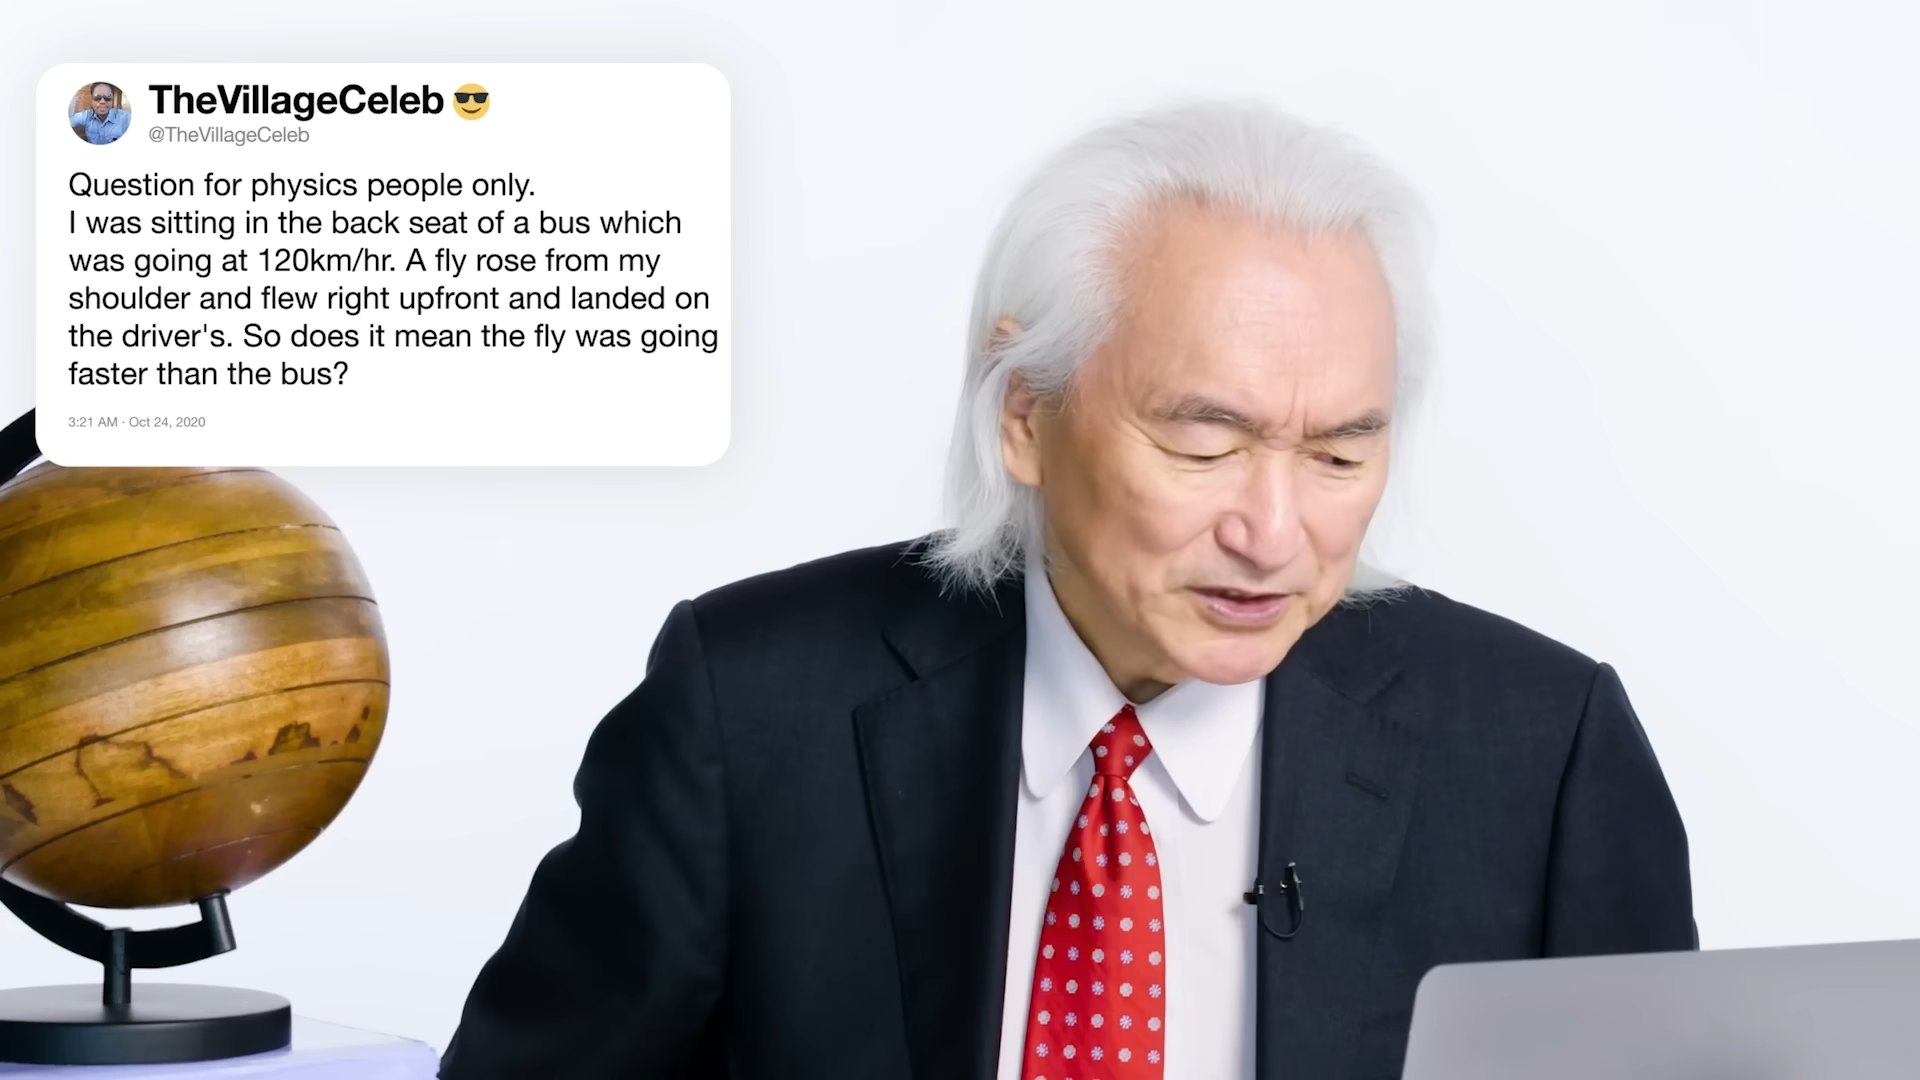 TheVillageCeleb 😎
@TheVillageCeleb
Question for physics people only.
I was sitting in the back seat of a bus which
was going at 120km/hr. A fly rose from my
shoulder and flew right upfront and landed on
the driver's. So does it mean the fly was going
faster than the bus?
3:21 AM · Oct 24, 2020